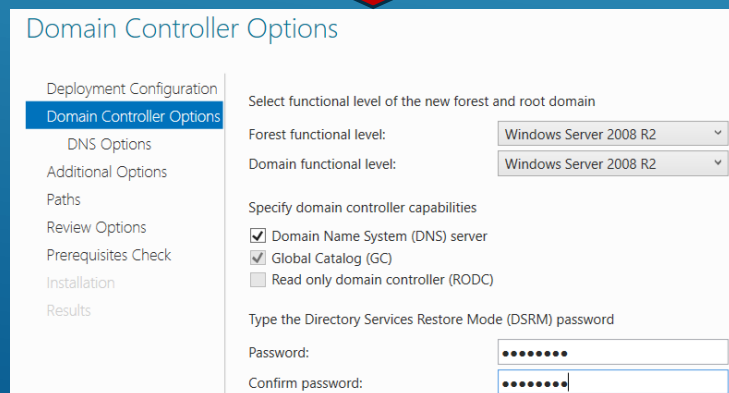 Domain Controller Options
Deployment Configuration
Domain Controller Options
DNS Options
Additional Options
Paths
Review Options
Prerequisites Check
Installation
Results
Select functional level of the new forest and root domain
Forest functional level: Windows Server 2008 R2
Domain functional level: Windows Server 2008 R2
Specify domain controller capabilities
Domain Name System (DNS) server
Global Catalog (GC)
Read only domain controller (RODC)
Type the Directory Services Restore Mode (DSRM) password
Password: ●●●●●●●●
Confirm password: ●●●●●●●●